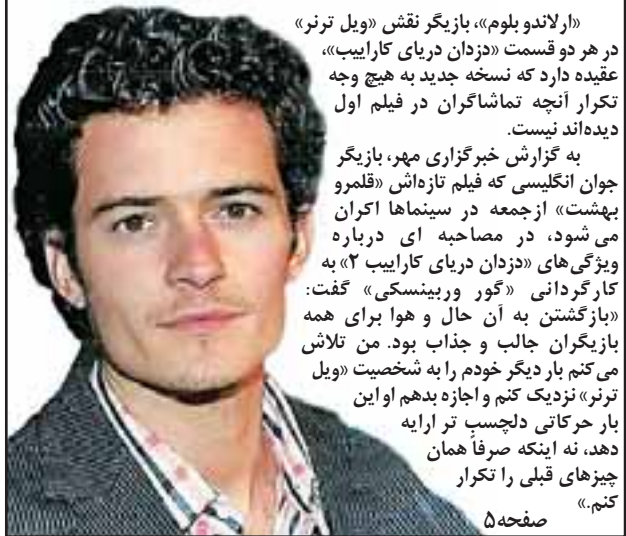 «ارلاندو بلوم»، بازیگر نقش «ویل ترنر»
در هر دو قسمت «دزدان دریای کاراییب»،
عقیده دارد که نسخه جدید به هیچ وجه
تکرار آنچه تماشاگران در فیلم اول
دیده‌اند نیست.
به گزارش خبرگزاری مهر، بازیگر
جوان انگلیسی که فیلم تازه‌اش «قلمرو
بهشت» ازجمعه در سینماها اکران
می‌شود، در مصاحبه ای درباره
ویژگی‌های «دزدان دریای کاراییب ۲» به
کارگردانی «گور وربینسکی» گفت:
«بازگشتن به آن حال و هوا برای همه
بازیگران جالب و جذاب بود. من تلاش
می‌کنم بار دیگر خودم را به شخصیت «ویل
ترنر» نزدیک کنم و اجازه بدهم او این
بار حرکاتی دلچسب تر ارایه
دهد، نه اینکه صرفاً همان
چیزهای قبلی را تکرار
کنم.»
صفحه۵